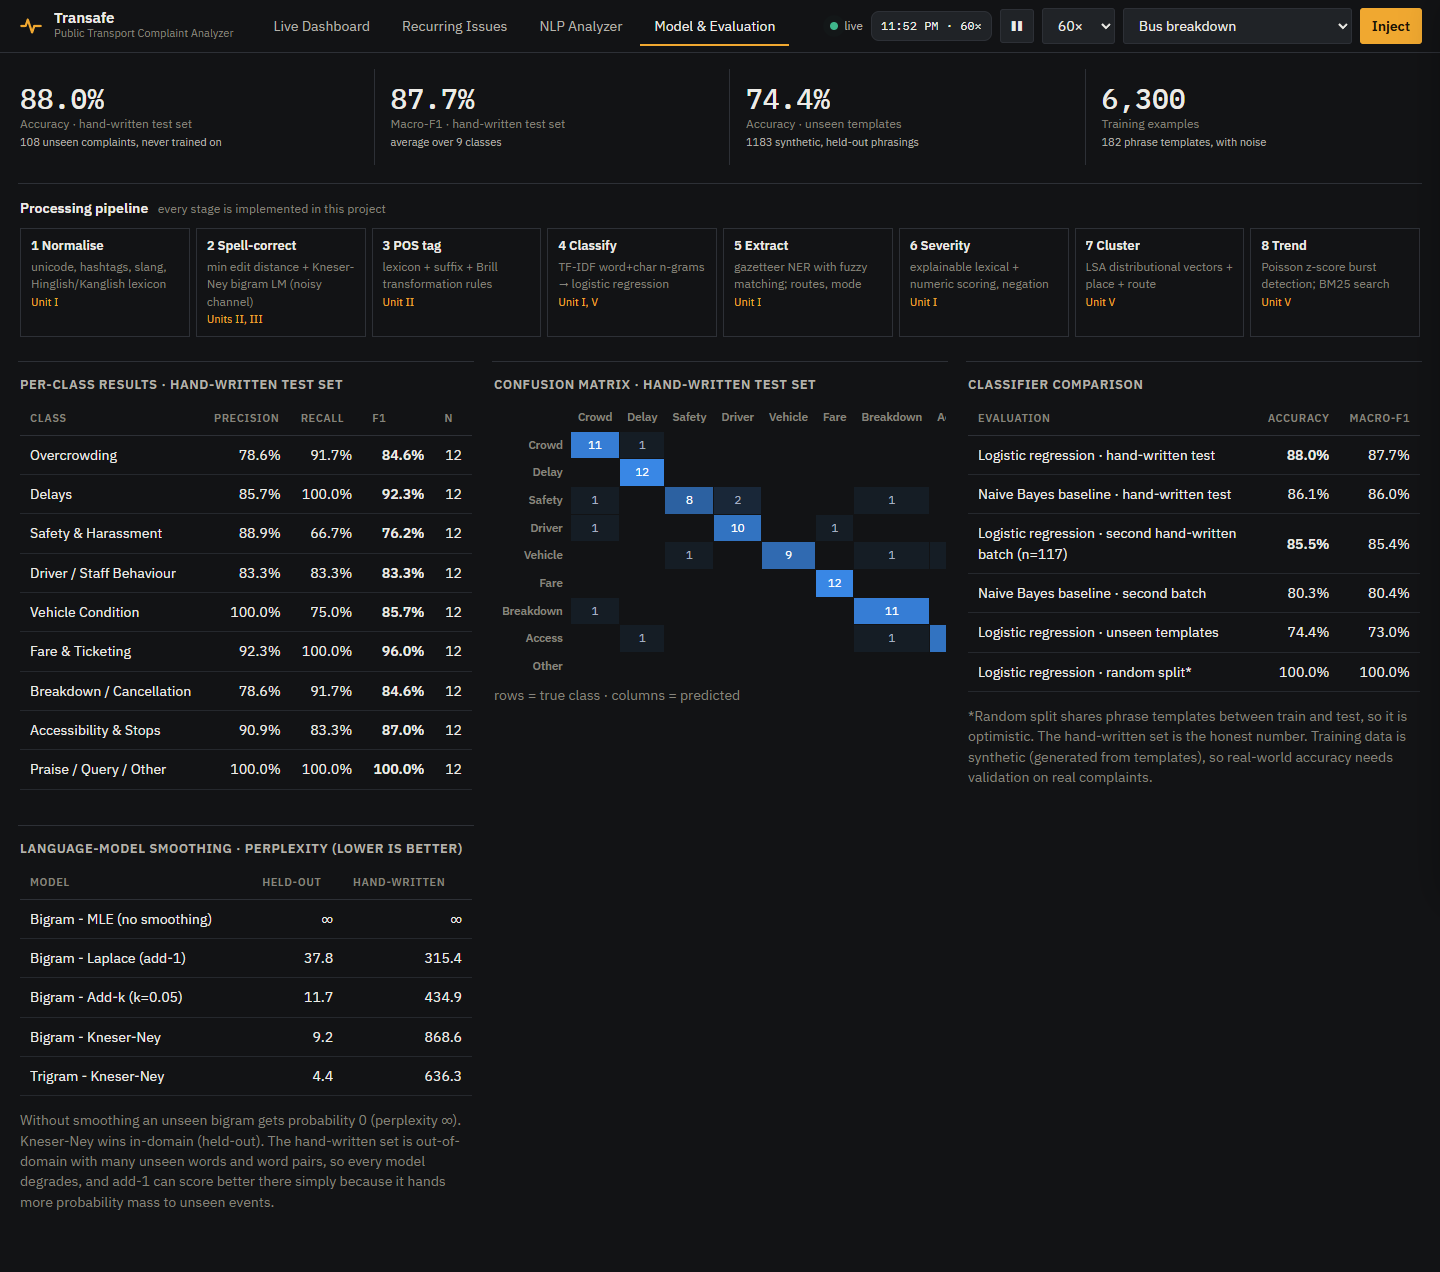 Transafe
Public Transport Complaint Analyzer
Live Dashboard
Recurring Issues
NLP Analyzer
Model & Evaluation
live
11:52 PM · 60×
60×
Bus breakdown
Inject
88.0%
Accuracy · hand-written test set
108 unseen complaints, never trained on
87.7%
Macro-F1 · hand-written test set
average over 9 classes
74.4%
Accuracy · unseen templates
1183 synthetic, held-out phrasings
6,300
Training examples
182 phrase templates, with noise
Processing pipeline every stage is implemented in this project
1 Normalise
unicode, hashtags, slang,
Hinglish/Kanglish lexicon
Unit I
2 Spell-correct
min edit distance + Kneser-
Ney bigram LM (noisy
channel)
Units II, III
3 POS tag
lexicon + suffix + Brill
transformation rules
Unit II
4 Classify
TF-IDF word+char n-grams
→ logistic regression
Unit I, V
5 Extract
gazetteer NER with fuzzy
matching; routes, mode
Unit I
6 Severity
explainable lexical +
numeric scoring, negation
Unit I
7 Cluster
LSA distributional vectors +
place + route
Unit V
8 Trend
Poisson z-score burst
detection; BM25 search
Unit V
PER-CLASS RESULTS · HAND-WRITTEN TEST SET
CLASS PRECISION RECALL F1 N
Overcrowding 78.6% 91.7% 84.6% 12
Delays 85.7% 100.0% 92.3% 12
Safety & Harassment 88.9% 66.7% 76.2% 12
Driver / Staff Behaviour 83.3% 83.3% 83.3% 12
Vehicle Condition 100.0% 75.0% 85.7% 12
Fare & Ticketing 92.3% 100.0% 96.0% 12
Breakdown / Cancellation 78.6% 91.7% 84.6% 12
Accessibility & Stops 90.9% 83.3% 87.0% 12
Praise / Query / Other 100.0% 100.0% 100.0% 12
CONFUSION MATRIX · HAND-WRITTEN TEST SET
Crowd Delay Safety Driver Vehicle Fare Breakdown
Crowd 11 1
Delay 12
Safety 1 8 2 1
Driver 1 10 1
Vehicle 1 9 1
Fare 12
Breakdown 1 11
Access 1 1
Other
rows = true class · columns = predicted
CLASSIFIER COMPARISON
EVALUATION ACCURACY MACRO-F1
Logistic regression · hand-written test 88.0% 87.7%
Naive Bayes baseline · hand-written test 86.1% 86.0%
Logistic regression · second hand-written
batch (n=117) 85.5% 85.4%
Naive Bayes baseline · second batch 80.3% 80.4%
Logistic regression · unseen templates 74.4% 73.0%
Logistic regression · random split* 100.0% 100.0%
*Random split shares phrase templates between train and test, so it is
optimistic. The hand-written set is the honest number. Training data is
synthetic (generated from templates), so real-world accuracy needs
validation on real complaints.
LANGUAGE-MODEL SMOOTHING · PERPLEXITY (LOWER IS BETTER)
MODEL HELD-OUT HAND-WRITTEN
Bigram - MLE (no smoothing) ∞ ∞
Bigram - Laplace (add-1) 37.8 315.4
Bigram - Add-k (k=0.05) 11.7 434.9
Bigram - Kneser-Ney 9.2 868.6
Trigram - Kneser-Ney 4.4 636.3
Without smoothing an unseen bigram gets probability 0 (perplexity ∞).
Kneser-Ney wins in-domain (held-out). The hand-written set is out-of-
domain with many unseen words and word pairs, so every model
degrades, and add-1 can score better there simply because it hands
more probability mass to unseen events.